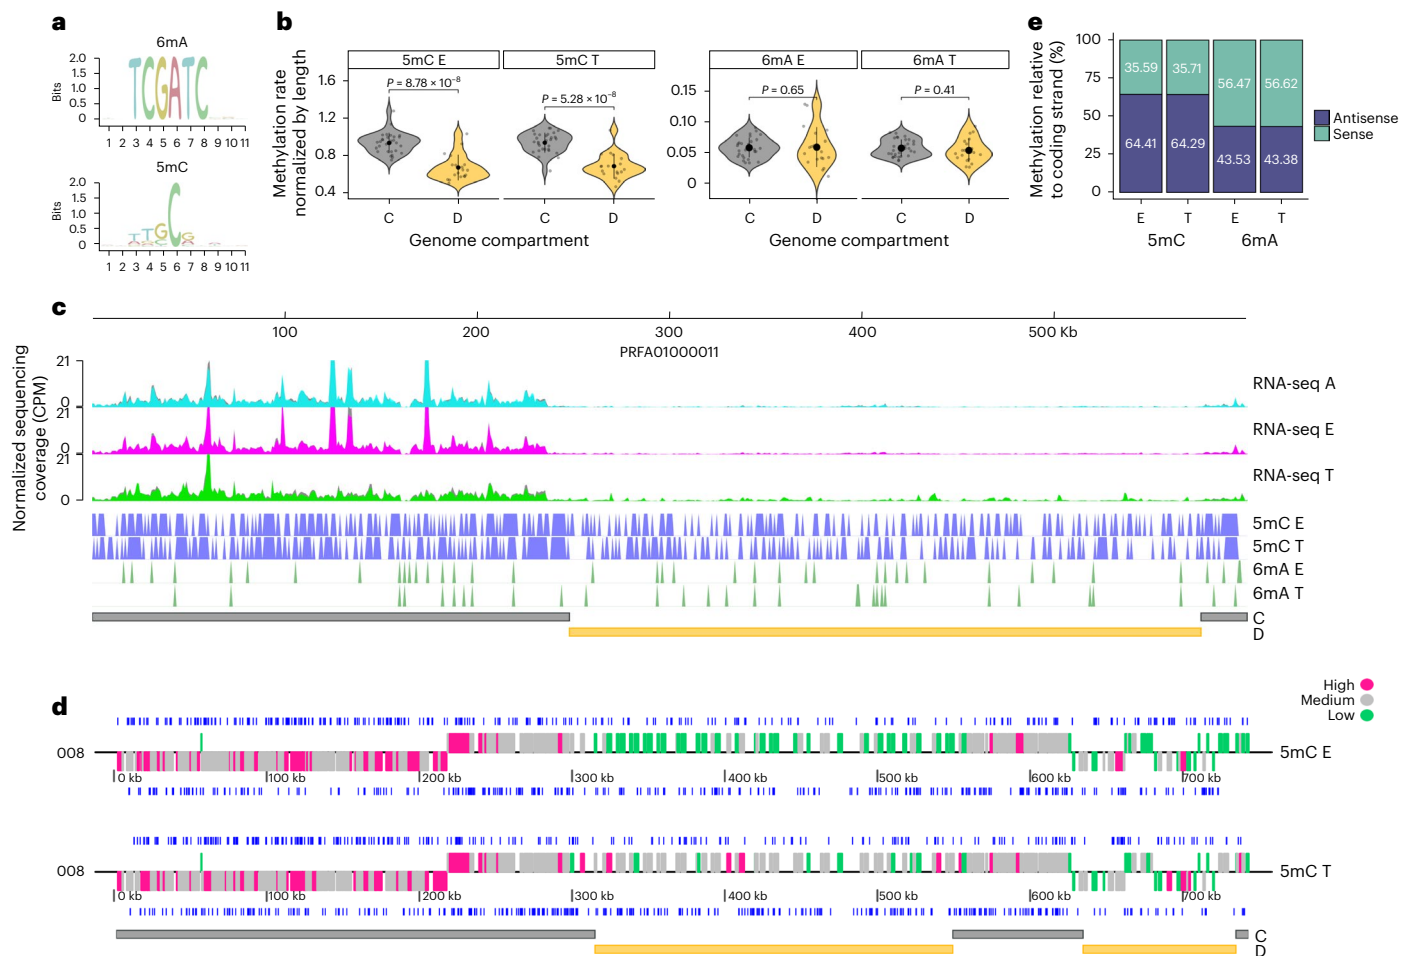 a
6mA
Bits
2.0
1.5
1.0
0.5
0
TCGATC
1 2 3 4 5 6 7 8 9 10 11
5mC
Bits
2.0
1.5
1.0
0.5
0
1 2 3 4 5 6 7 8 9 10 11
b
Methylation rate
normalized by length
5mC E
5mC T
1.6
1.2
0.8
0.4
P = 8.78 × 10⁻⁸
P = 5.28 × 10⁻⁸
C D C D
Genome compartment
6mA E
6mA T
0.15
0.10
0.05
0
P = 0.65
P = 0.41
C D C D
Genome compartment
e
Methylation relative
to coding strand (%)
100
75
50
25
0
35.59 35.71 56.47 56.62
64.41 64.29 43.53 43.38
E T E T
5mC 6mA
Antisense
Sense
c
100 200 300 400 500 Kb
PRFA01000011
Normalized sequencing
coverage (CPM)
21
0
RNA-seq A
21
0
RNA-seq E
21
0
RNA-seq T
5mC E
5mC T
6mA E
6mA T
C
D
d
High
Medium
Low
008
5mC E
0 kb 100 kb 200 kb 300 kb 400 kb 500 kb 600 kb 700 kb
008
5mC T
0 kb 100 kb 200 kb 300 kb 400 kb 500 kb 600 kb 700 kb
C
D